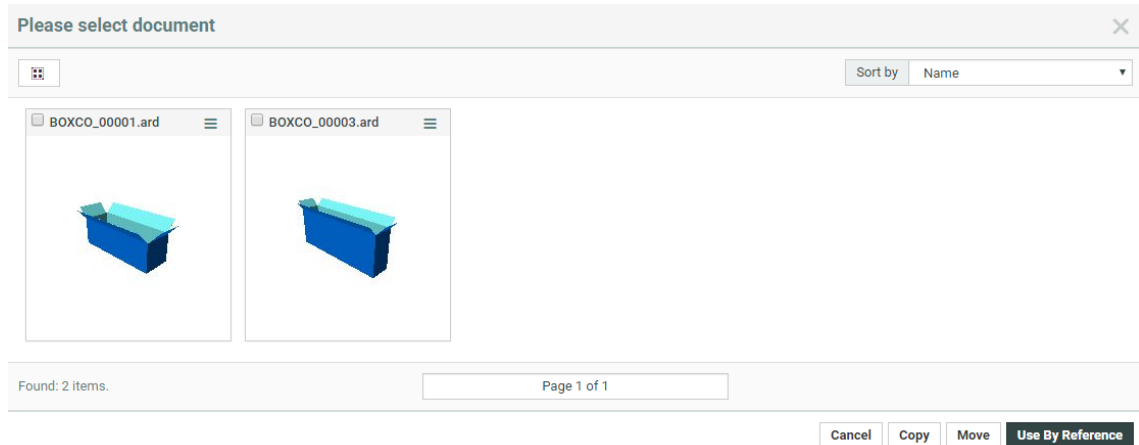 Please select document
Sort by Name
BOXCO_00001.ard
BOXCO_00003.ard
Found: 2 items.
Page 1 of 1
Cancel Copy Move Use By Reference